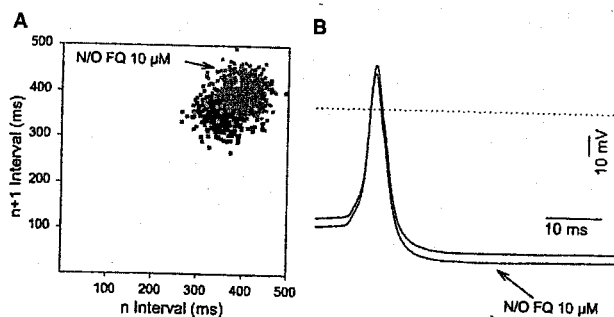 A
500
N/O FQ 10 µM
400
300
200
100
n+1 Interval (ms)
100 200 300 400 500
n Interval (ms)
B
10 mV
10 ms
N/O FQ 10 µM